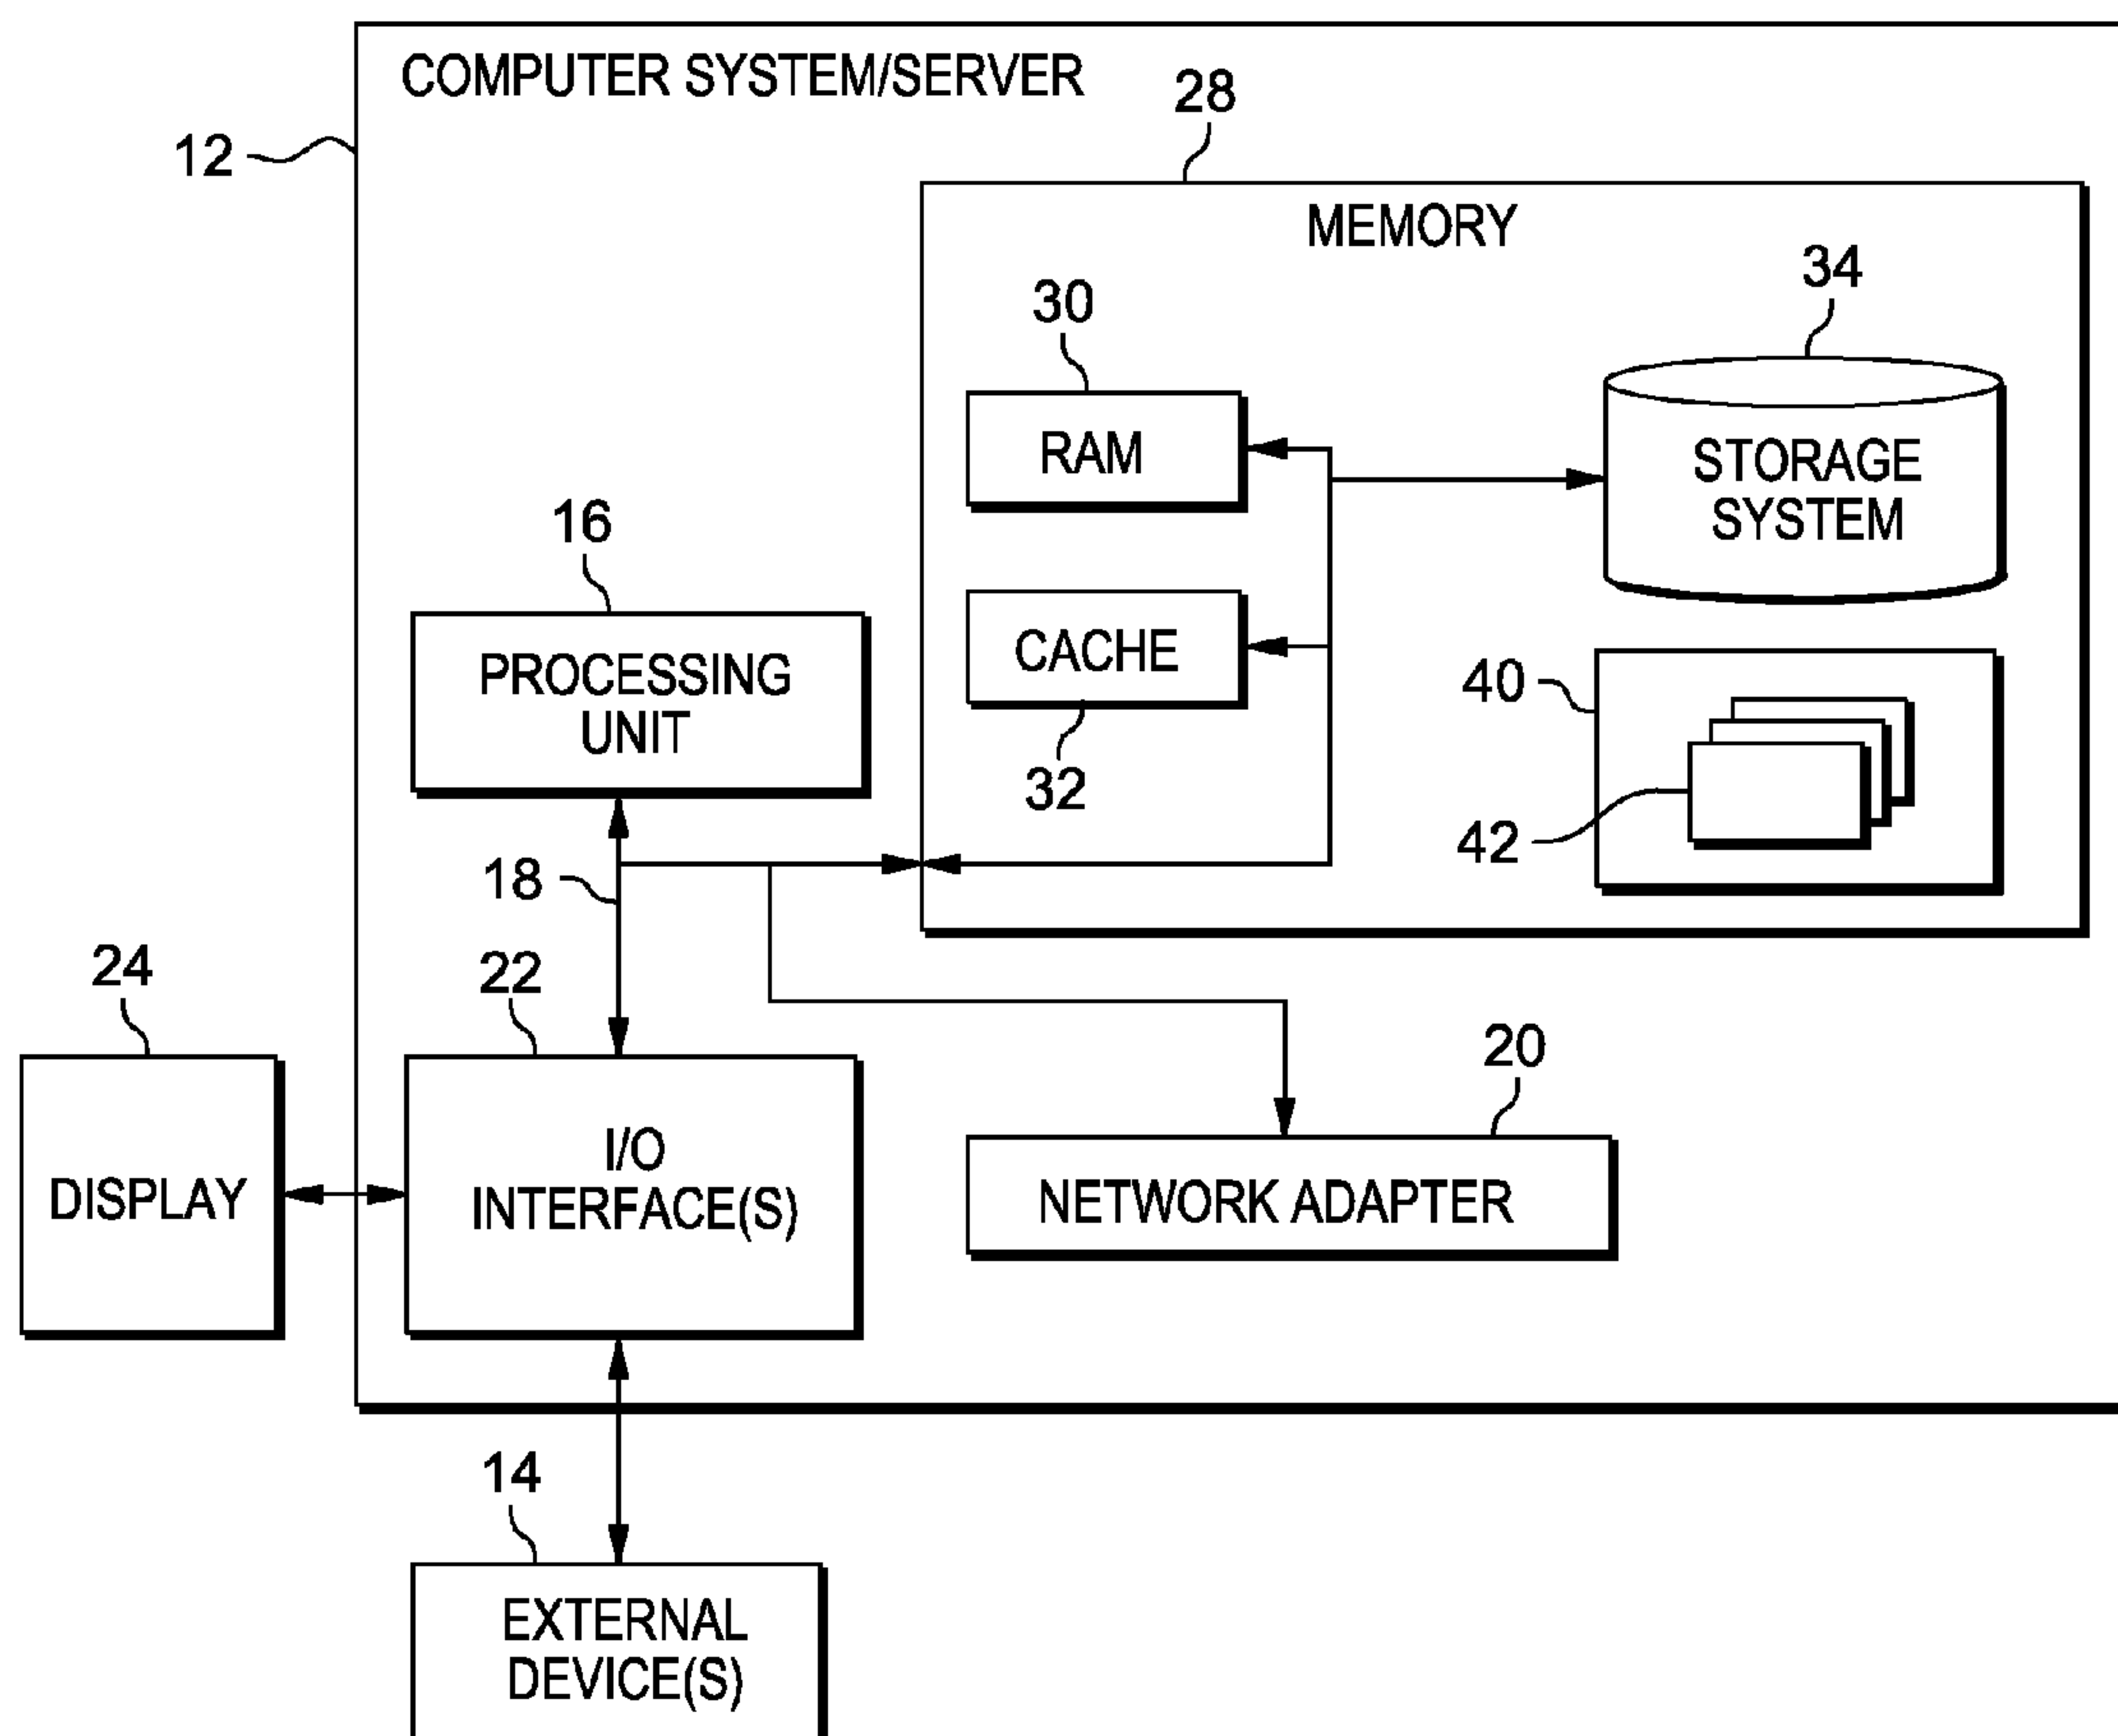 COMPUTER SYSTEM/SERVER
12
28
MEMORY
30
34
RAM
STORAGE
SYSTEM
16
PROCESSING
UNIT
CACHE
32
40
42
18
24
22
20
DISPLAY
I/O
INTERFACE(S)
NETWORK ADAPTER
14
EXTERNAL
DEVICE(S)